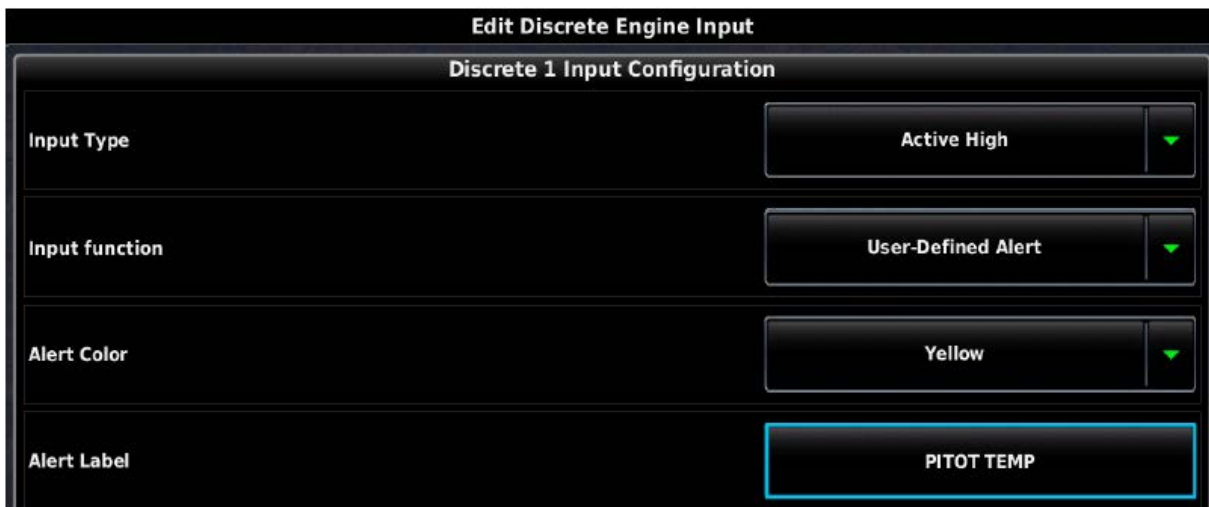 Edit Discrete Engine Input
Discrete 1 Input Configuration
Input Type
Active High
Input function
User-Defined Alert
Alert Color
Yellow
Alert Label
PITOT TEMP